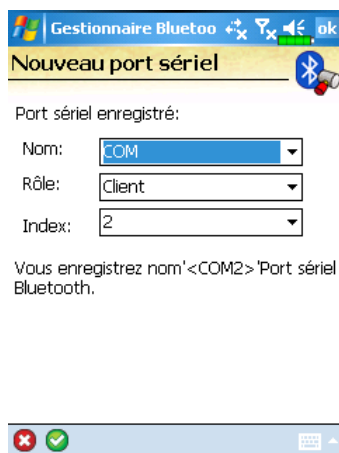 Gestionnaire Bluetoo ok
Nouveau port sériel
Port sériel enregistré:
Nom: COM
Rôle: Client
Index: 2
Vous enregistrez nom'<COM2>'Port sériel
Bluetooth.